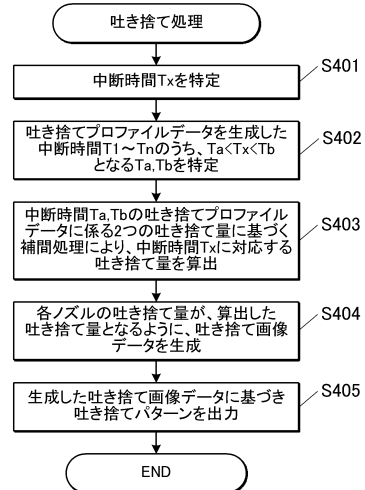 吐き捨て処理
中断時間Txを特定
S401
吐き捨てプロファイルデータを生成した
中断時間T1～Tnのうち、Ta<Tx<Tb
となるTa,Tbを特定
S402
中断時間Ta,Tbの吐き捨てプロファイル
データに係る2つの吐き捨て量に基づく
補間処理により、中断時間Txに対応する
吐き捨て量を算出
S403
各ノズルの吐き捨て量が、算出した
吐き捨て量となるように、吐き捨て画像
データを生成
S404
生成した吐き捨て画像データに基づき
吐き捨てパターンを出力
S405
END